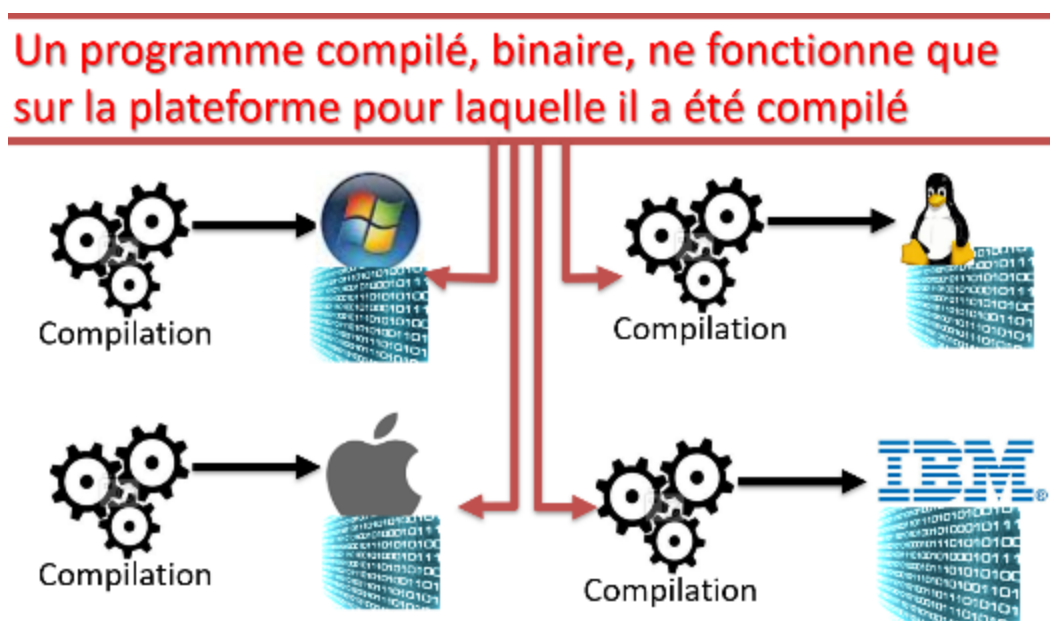 Un programme compilé, binaire, ne fonctionne que
sur la plateforme pour laquelle il a été compilé
Compilation
Compilation
Compilation
IBM®
Compilation